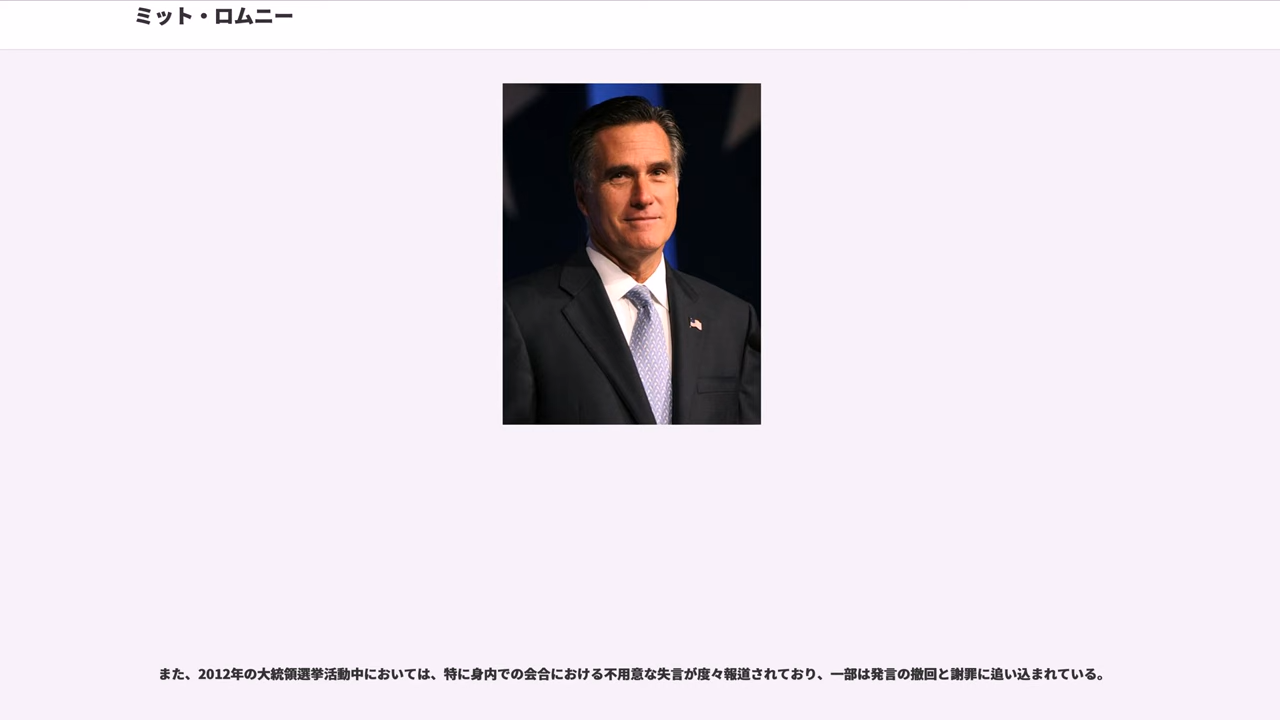 ミット・ロムニー
また、2012年の大統領選挙活動中においては、特に身内での会合における不用意な失言が度々報道されており、一部は発言の撤回と謝罪に追い込まれている。